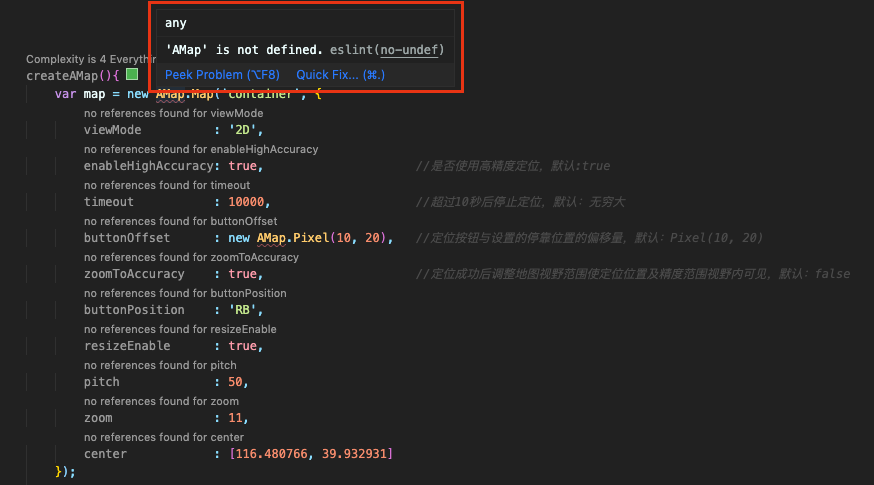 any
'AMap' is not defined. eslint(no-undef)
Peek Problem (⌥F8) Quick Fix... (⌘.)
Complexity is 4 Everythin
createAMap(){
var map = new AMap.Map('container', {
no references found for viewMode
viewMode : '2D',
no references found for enableHighAccuracy
enableHighAccuracy: true, //是否使用高精度定位，默认:true
no references found for timeout
timeout : 10000, //超过10秒后停止定位，默认：无穷大
no references found for buttonOffset
buttonOffset : new AMap.Pixel(10, 20), //定位按钮与设置的停靠位置的偏移量，默认：Pixel(10, 20)
no references found for zoomToAccuracy
zoomToAccuracy : true, //定位成功后调整地图视野范围使定位位置及精度范围视野内可见，默认：false
no references found for buttonPosition
buttonPosition : 'RB',
no references found for resizeEnable
resizeEnable : true,
no references found for pitch
pitch : 50,
no references found for zoom
zoom : 11,
no references found for center
center : [116.480766, 39.932931]
});